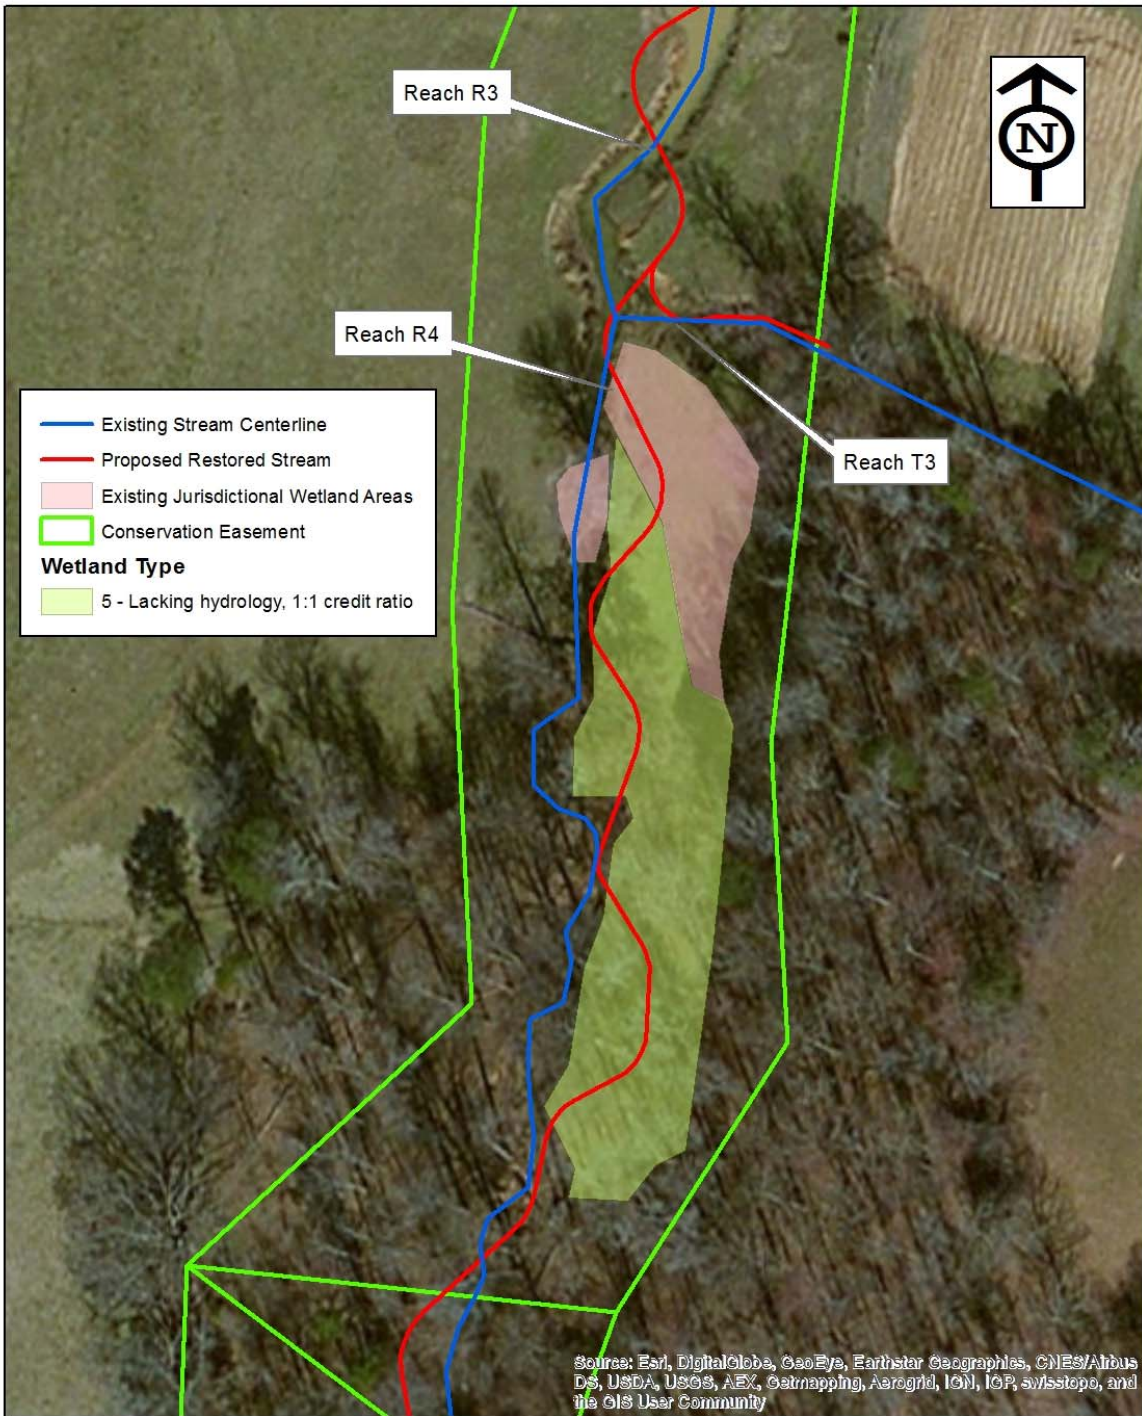 Reach R3
N
Reach R4
Existing Stream Centerline
Proposed Restored Stream
Existing Jurisdictional Wetland Areas
Conservation Easement
Wetland Type
5 - Lacking hydrology, 1:1 credit ratio
Reach T3
Source: Esri, DigitalGlobe, GeoEye, Earthstar Geographics, CNES/Airbus
DS, USDA, USGS, AEX, Getmapping, Aerogrid, IGN, IGP, swisstopo, and
the GIS User Community